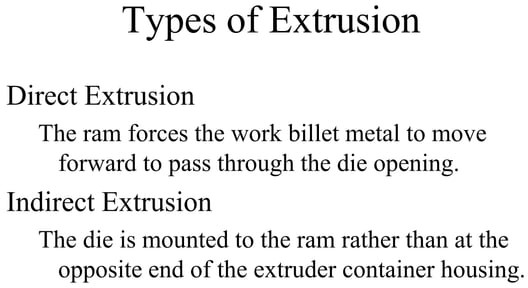 Types of Extrusion
Direct Extrusion
The ram forces the work billet metal to move
forward to pass through the die opening.
Indirect Extrusion
The die is mounted to the ram rather than at the
opposite end of the extruder container housing.